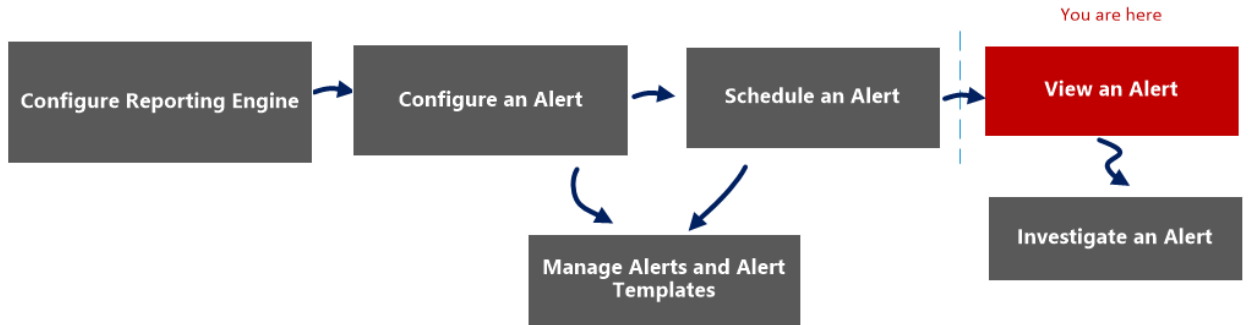 You are here
Configure Reporting Engine
Configure an Alert
Schedule an Alert
View an Alert
Manage Alerts and Alert
Templates
Investigate an Alert